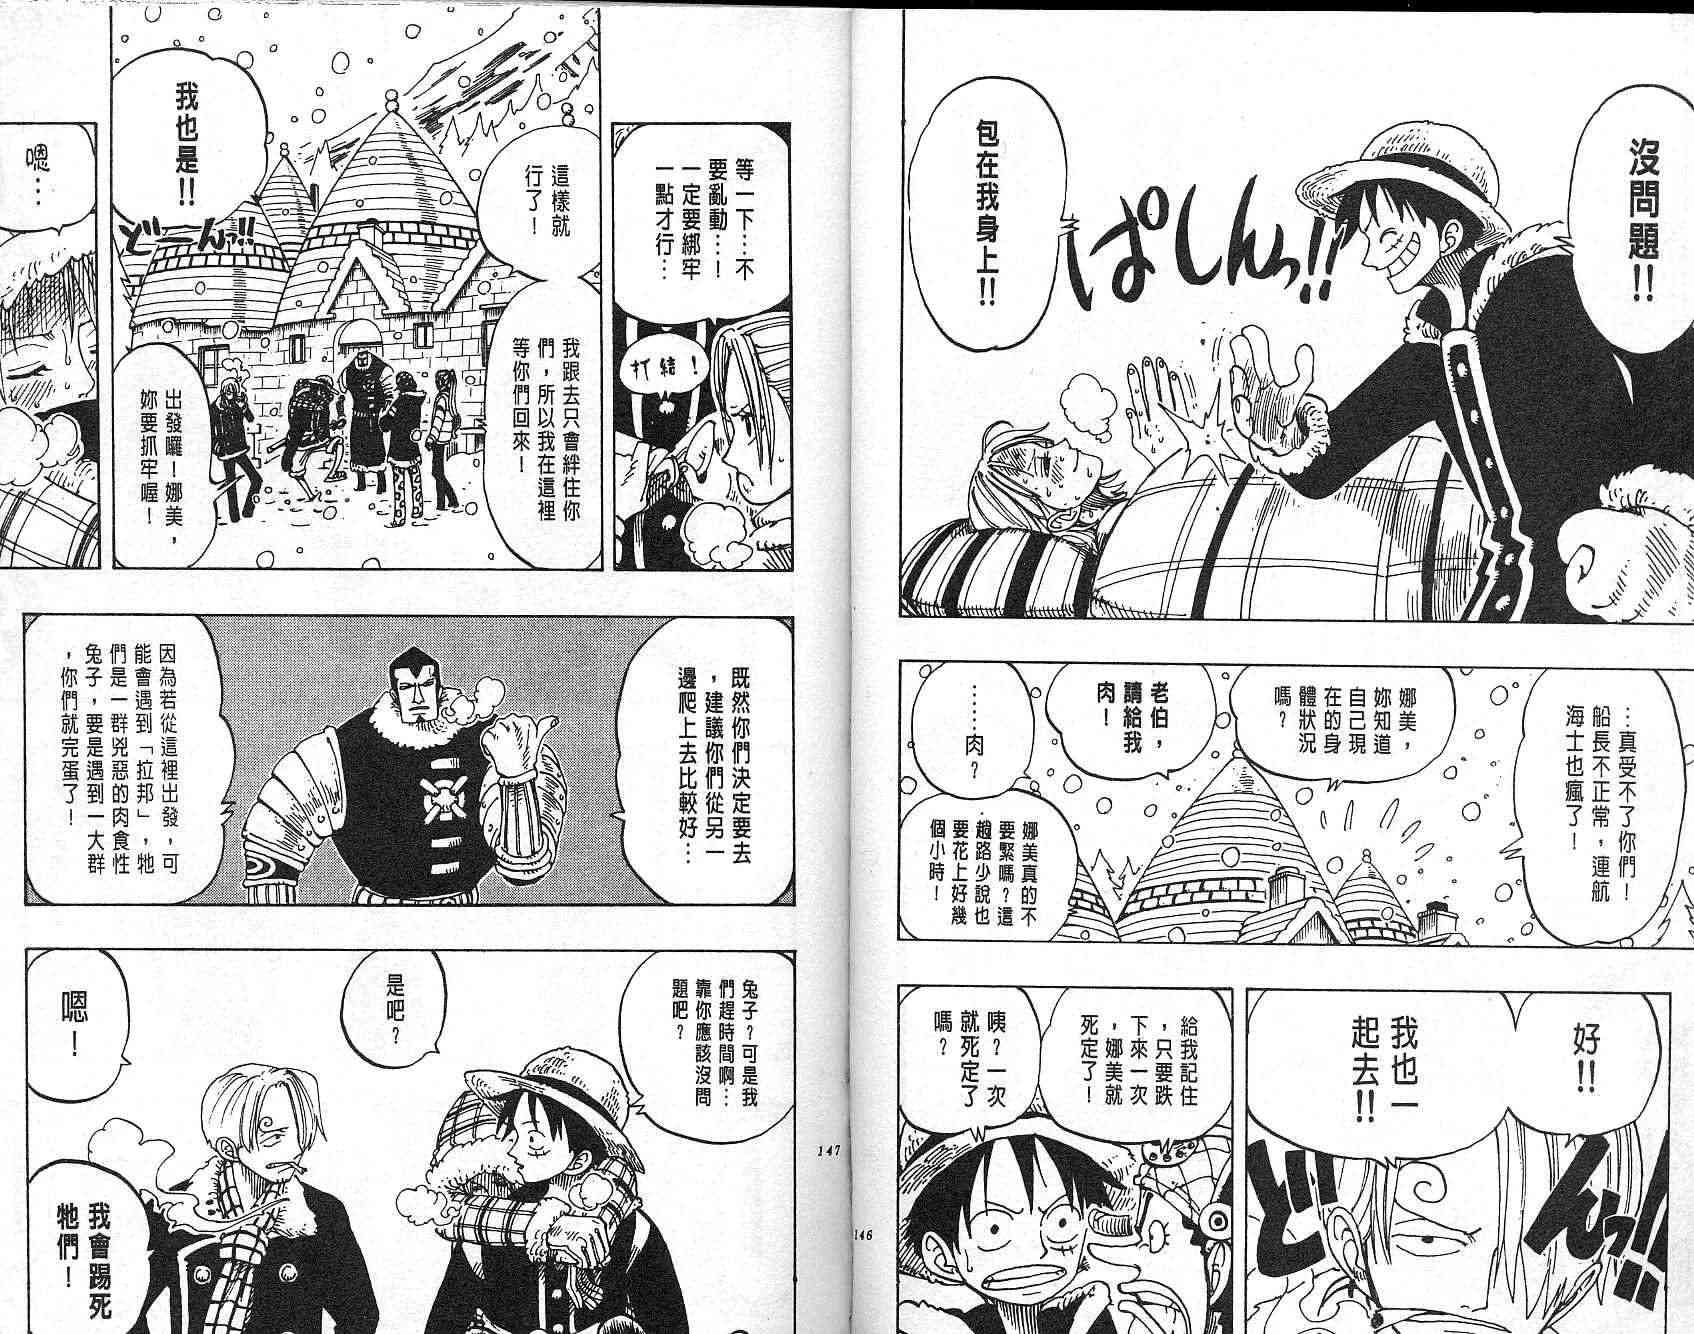 沒問題!!
包在我身上!!
ぱしんっ!!
…真受不了你們!
船長不正常,連航
海士也瘋了!
娜美,
妳知道
自己現
在的身
體狀況
嗎?
老伯,
請給我
肉!
………肉?
娜美真的不
要緊嗎?這
趟路少說也
要花上好幾
個小時!
好!!
我也一
起去!!
どんっ!!
給我記住
,只要跌
下來一次
,娜美就
死定了!
咦?一次
就死定了
嗎?
146
等一下…不
要亂動…!
一定要綁牢
一點才行…
打結!
這樣就
行了!
我跟去只會絆住你
們,所以我在這裡
等你們回來!
我也是!!
どーんっ!!
出發囉!娜美,
妳要抓牢喔!
嗯…
既然你們決定要去
,建議你們從另一
邊爬上去比較好…
因為若從這裡出發,可
能會遇到「拉邦」,牠
們是一群兇惡的肉食性
兔子,要是遇到一大群
,你們就完蛋了!
兔子?可是我
們趕時間啊…
靠你應該沒問
題吧?
是吧?
嗯!
我會踢死
牠們!
147